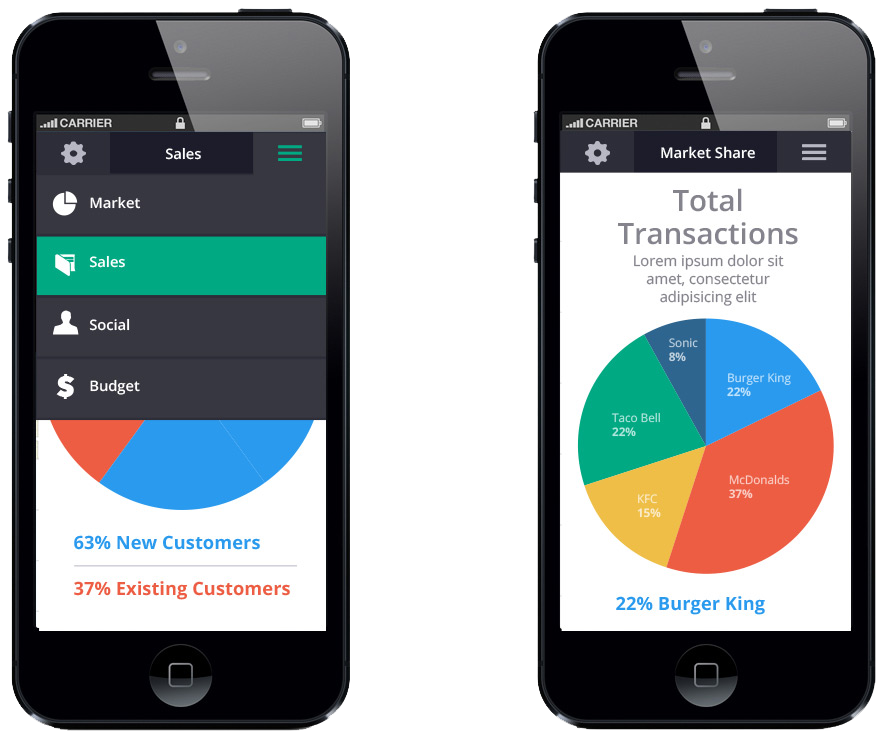 CARRIER
Sales
Market
Sales
Social
Budget
63% New Customers
37% Existing Customers
CARRIER
Market Share
Total
Transactions
Lorem ipsum dolor sit
amet, consectetur
adipisicing elit
Sonic
8%
Burger King
22%
Taco Bell
22%
McDonalds
37%
KFC
15%
22% Burger King